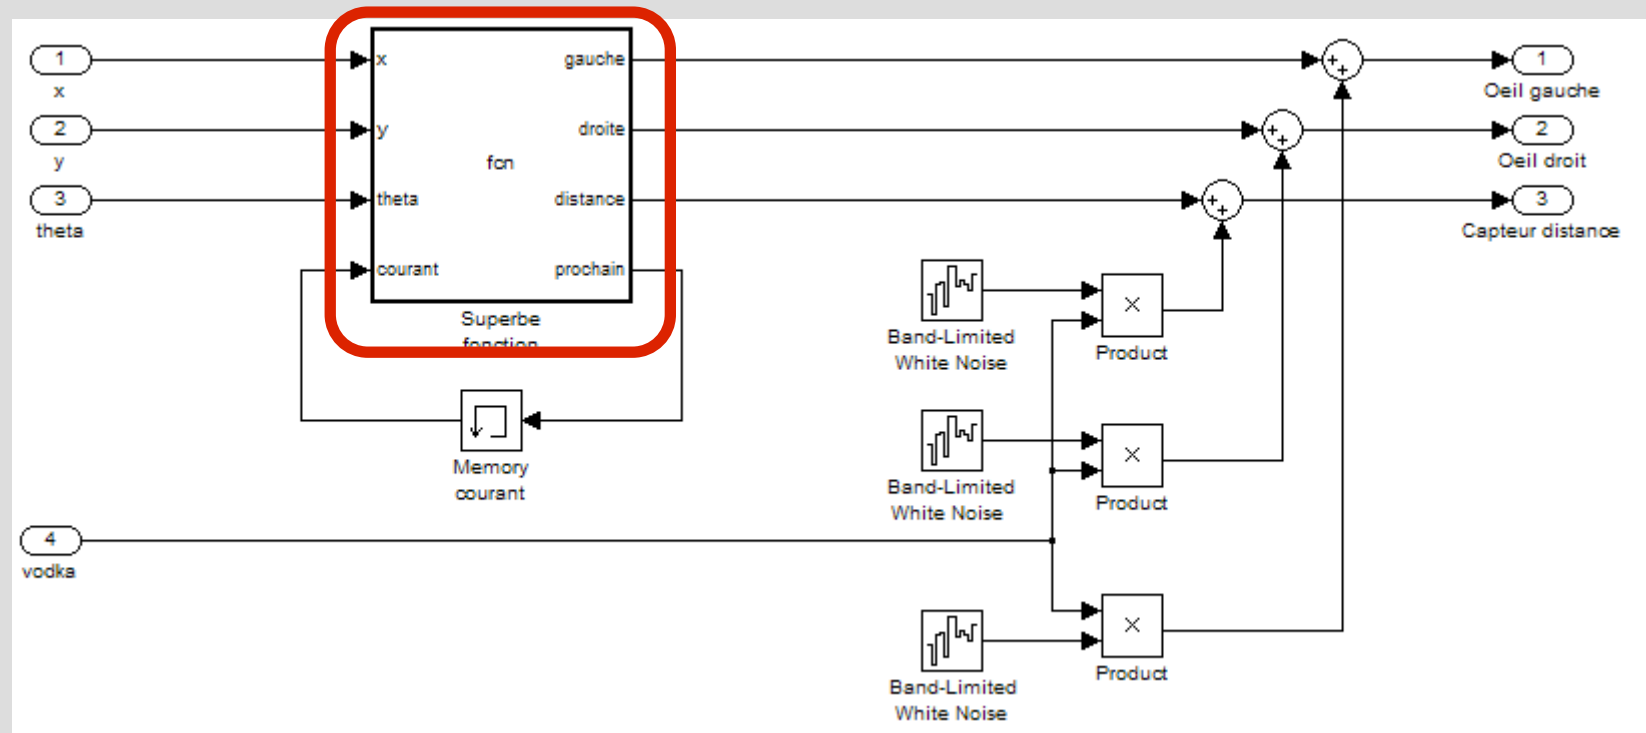 1
x
2
y
3
theta
x
y
theta
courant
fcn
gauche
droite
distance
prochain
Superbe
fonction
Memory
courant
4
vodka
Band-Limited
White Noise
×
Product
Band-Limited
White Noise
×
Product
Band-Limited
White Noise
×
Product
+
+
+
+
+
+
1
Oeil gauche
2
Oeil droit
3
Capteur distance